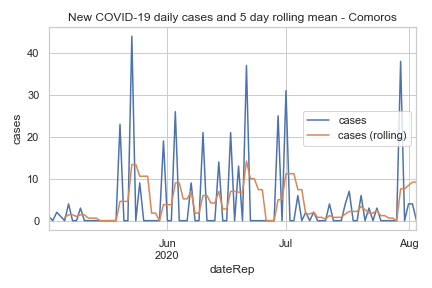 New COVID-19 daily cases and 5 day rolling mean - Comoros
cases
40
30
20
10
0
cases
cases (rolling)
Jun
2020
Jul
Aug
dateRep